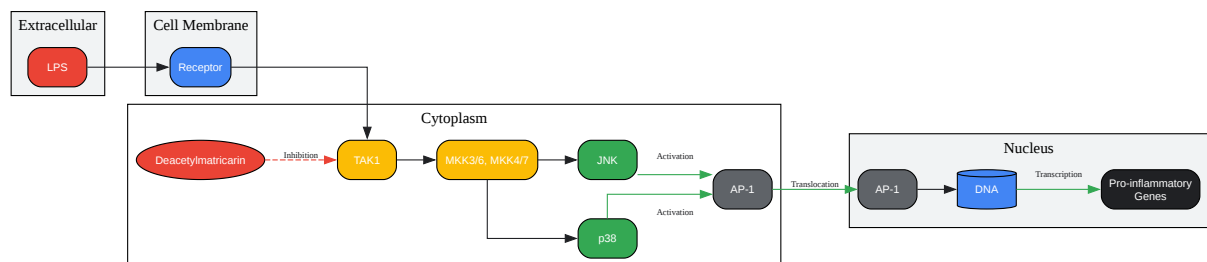 Extracellular
LPS
Cell Membrane
Receptor
Cytoplasm
Deacetylmatricarin
Inhibition
TAK1
MKK3/6, MKK4/7
JNK
Activation
p38
Activation
AP-1
Translocation
Nucleus
AP-1
DNA
Transcription
Pro-inflammatory
Genes